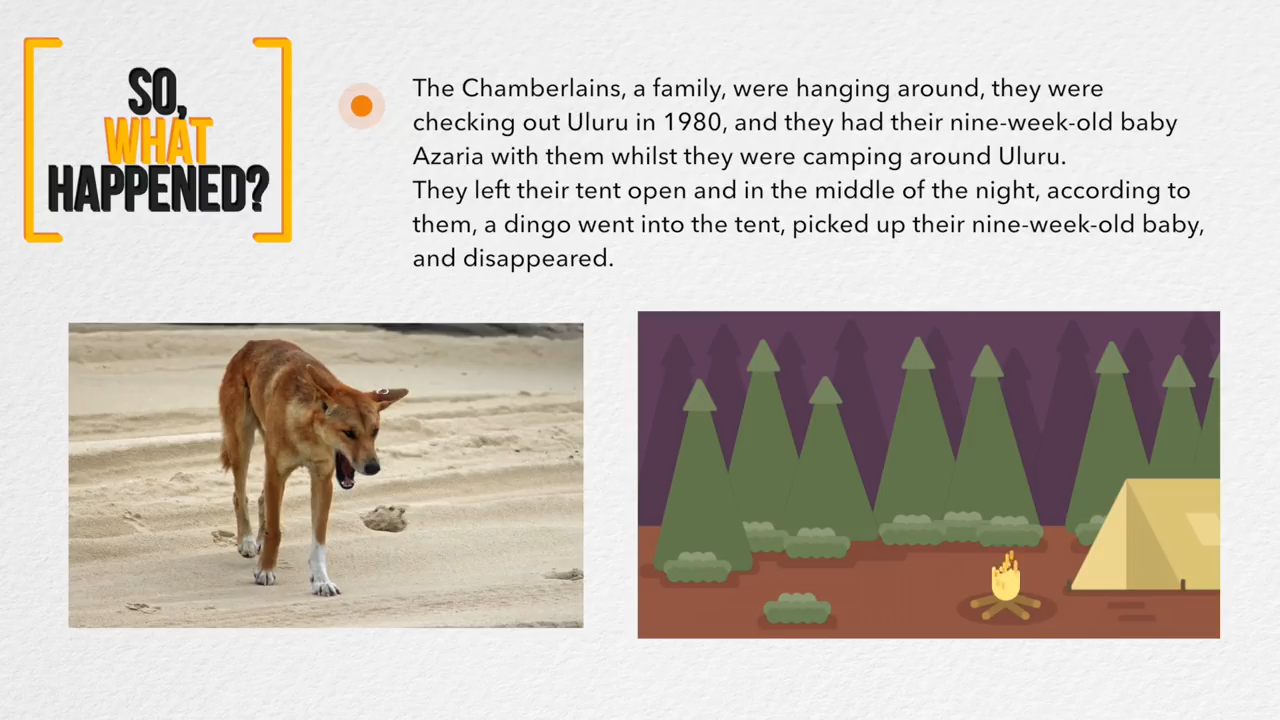 SO,
WHAT
HAPPENED?
The Chamberlains, a family, were hanging around, they were
checking out Uluru in 1980, and they had their nine-week-old baby
Azaria with them whilst they were camping around Uluru.
They left their tent open and in the middle of the night, according to
them, a dingo went into the tent, picked up their nine-week-old baby,
and disappeared.